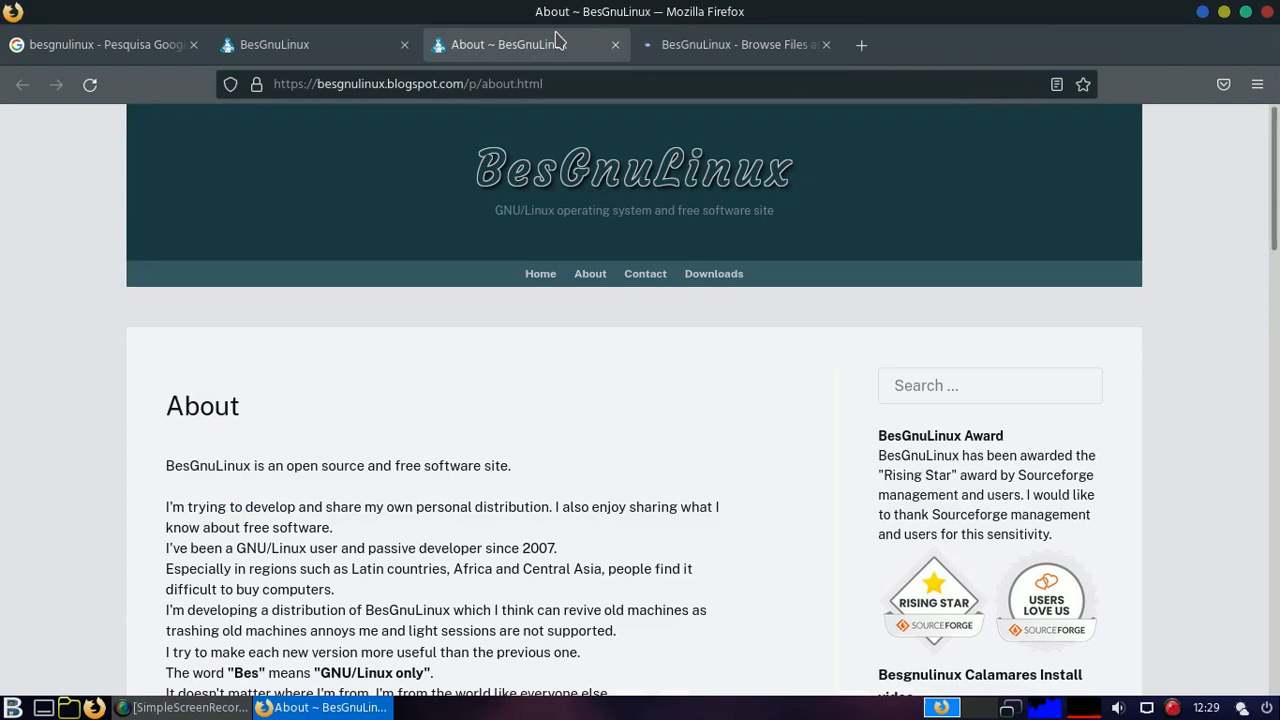 About ~ BesGnuLinux — Mozilla Firefox
besgnulinux - Pesquisa Goog
BesGnuLinux
About ~ BesGnuLinux
BesGnuLinux - Browse Files a
https://besgnulinux.blogspot.com/p/about.html
BesGnuLinux
GNU/Linux operating system and free software site
Home About Contact Downloads
About
BesGnuLinux is an open source and free software site.
I'm trying to develop and share my own personal distribution. I also enjoy sharing what I
know about free software.
I've been a GNU/Linux user and passive developer since 2007.
Especially in regions such as Latin countries, Africa and Central Asia, people find it
difficult to buy computers.
I'm developing a distribution of BesGnuLinux which I think can revive old machines as
trashing old machines annoys me and light sessions are not supported.
I try to make each new version more useful than the previous one.
The word "Bes" means "GNU/Linux only".
It doesn't matter where I'm from, I'm from the world like everyone else
Search ...
BesGnuLinux Award
BesGnuLinux has been awarded the
"Rising Star" award by Sourceforge
management and users. I would like
to thank Sourceforge management
and users for this sensitivity.
RISING STAR
SOURCEFORGE
USERS
LOVE US
SOURCEFORGE
Besgnulinux Calamares Install
[SimpleScreenRecor...
About ~ BesGnuLin...
12:29